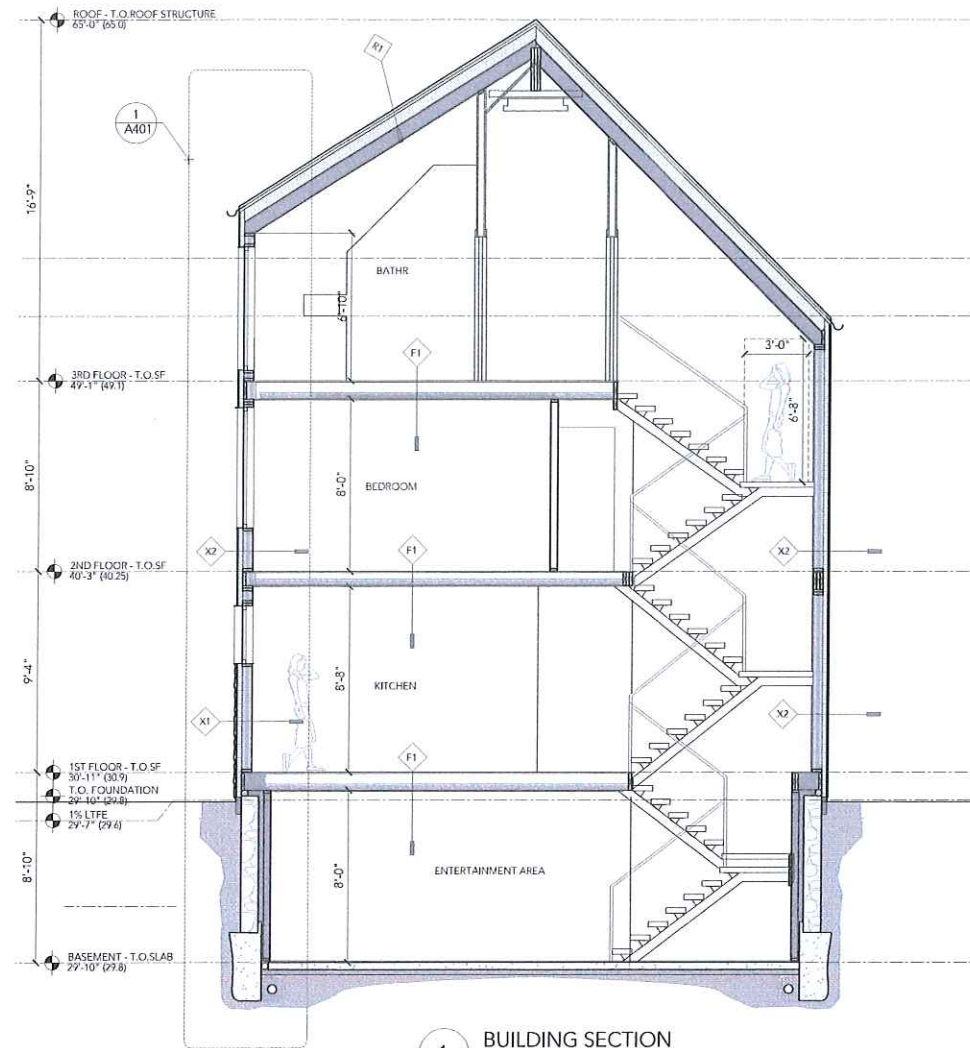 ROOF - T.O.ROOF STRUCTURE
65'-0" (65.0)
R1
1
A401
16'-9"
BATHR
6'-10"
3'-0"
6'-8"
F1
3RD FLOOR - T.O.SF
49'-1" (49.1)
8'-10"
8'-0"
BEDROOM
X2
F1
X2
2ND FLOOR - T.O.SF
40'-3" (40.25)
9'-4"
8'-8"
KITCHEN
X1
X2
F1
1ST FLOOR - T.O.SF
30'-11" (30.9)
T.O. FOUNDATION
29'-10" (29.8)
1% LTFE
29'-7" (29.6)
8'-10"
8'-0"
ENTERTAINMENT AREA
BASEMENT - T.O.SLAB
29'-10" (29.8)
1
BUILDING SECTION